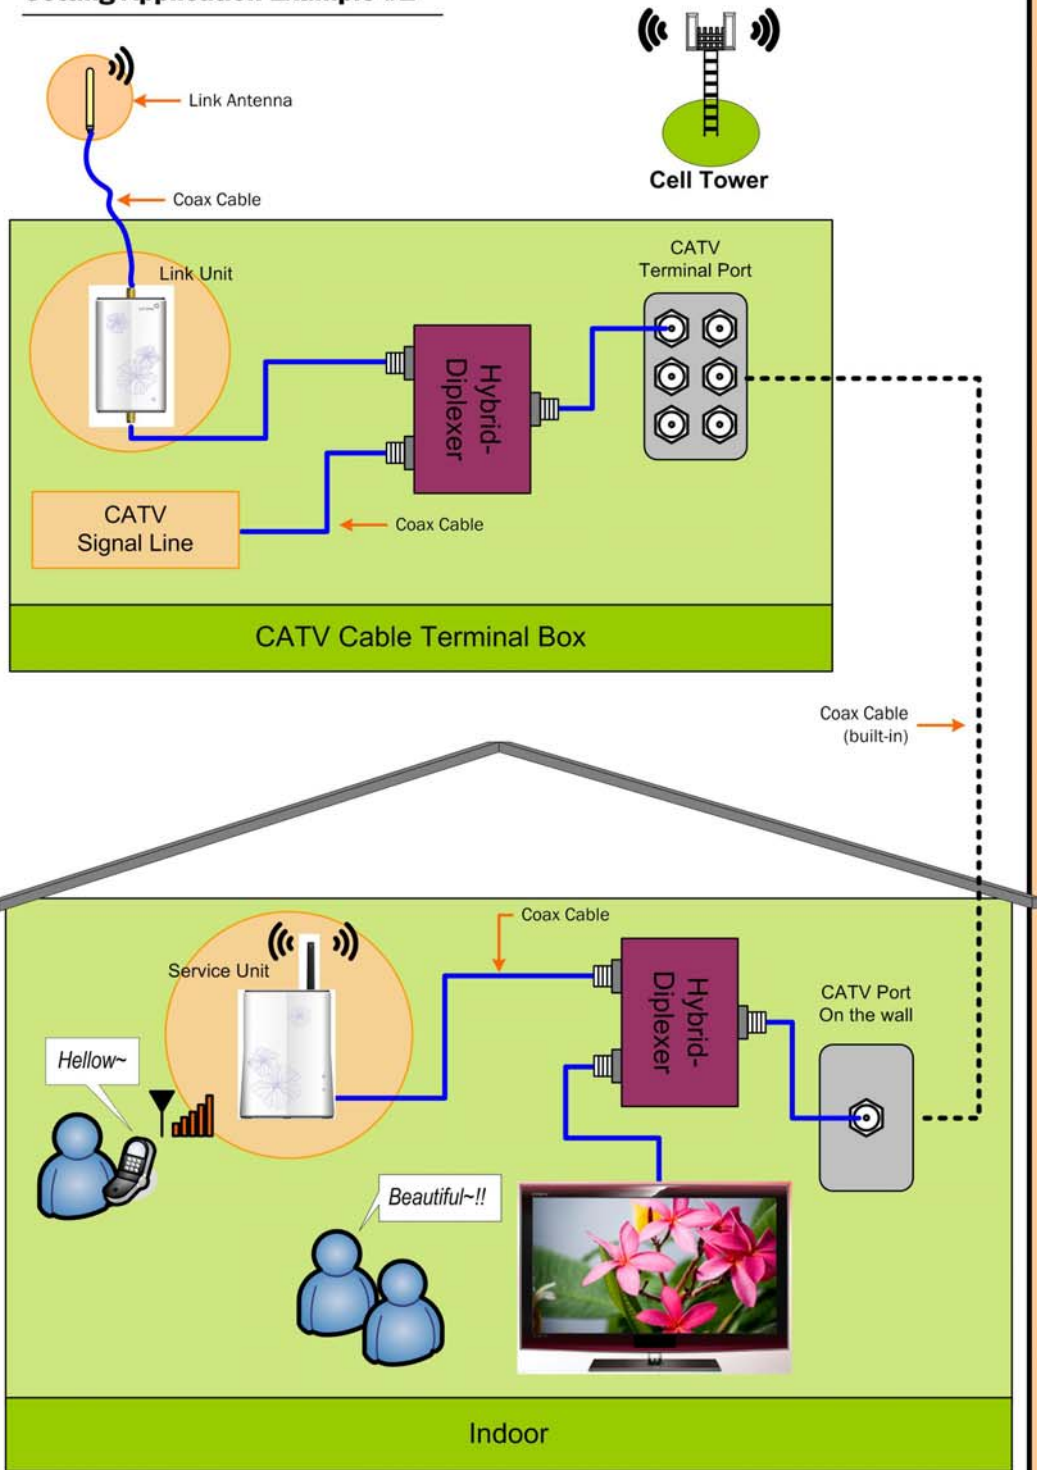 Link Antenna
Coax Cable
Cell Tower
Link Unit
CATV
Terminal Port
Hybrid-
Diplexer
CATV
Signal Line
Coax Cable
CATV Cable Terminal Box
Coax Cable
(built-in)
Coax Cable
Service Unit
Hybrid-
Diplexer
CATV Port
On the wall
Hellow~
Beautiful~!!
Indoor